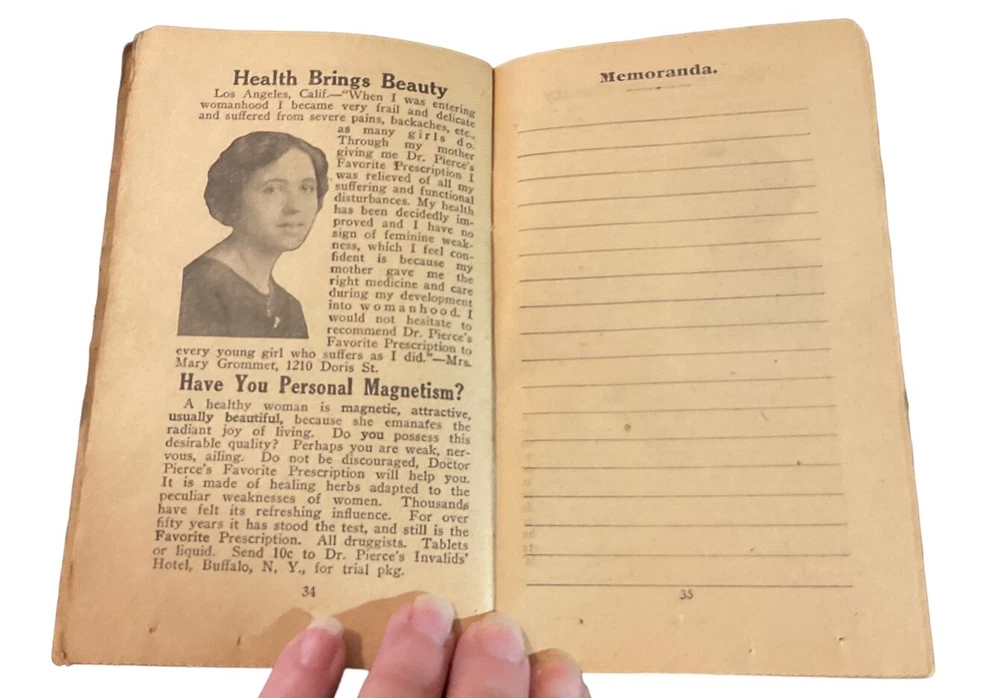 Health Brings Beauty
Los Angeles, Calif.—"When I was entering
womanhood I became very frail and delicate
and suffered from severe pains, backaches, etc.,
as many girls do.
Through my mother
giving me Dr. Pierce's
Favorite Prescription I
was relieved of all my
suffering and functional
disturbances. My health
has been decidedly im-
proved and I have no
sign of feminine weak-
ness, which I feel con-
fident is because my
mother gave me the
right medicine and care
during my development
into womanhood. I
would not hesitate to
recommend Dr. Pierce's
Favorite Prescription to
every young girl who suffers as I did."—Mrs.
Mary Grommet, 1210 Doris St.
Have You Personal Magnetism?
A healthy woman is magnetic, attractive,
usually beautiful, because she emanates the
radiant joy of living. Do you possess this
desirable quality? Perhaps you are weak, ner-
vous, ailing. Do not be discouraged, Doctor
Pierce's Favorite Prescription will help you.
It is made of healing herbs adapted to the
peculiar weaknesses of women. Thousands
have felt its refreshing influence. For over
fifty years it has stood the test, and still is the
Favorite Prescription. All druggists. Tablets
or liquid. Send 10c to Dr. Pierce's Invalids'
Hotel, Buffalo, N. Y., for trial pkg.
34
Memoranda.
35